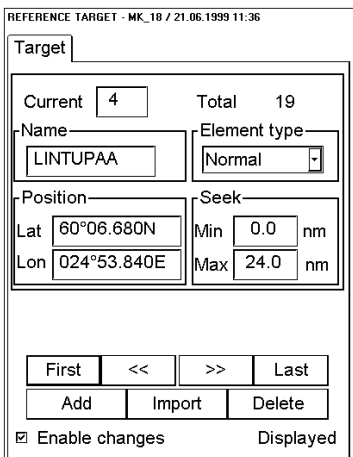 REFERENCE TARGET - MK_18 / 21.06.1999 11:36
Target
Current 4 Total 19
Name Element type
LINTUPAA Normal
Position Seek
Lat 60°06.680N Min 0.0 nm
Lon 024°53.840E Max 24.0 nm
First << >> Last
Add Import Delete
Enable changes Displayed